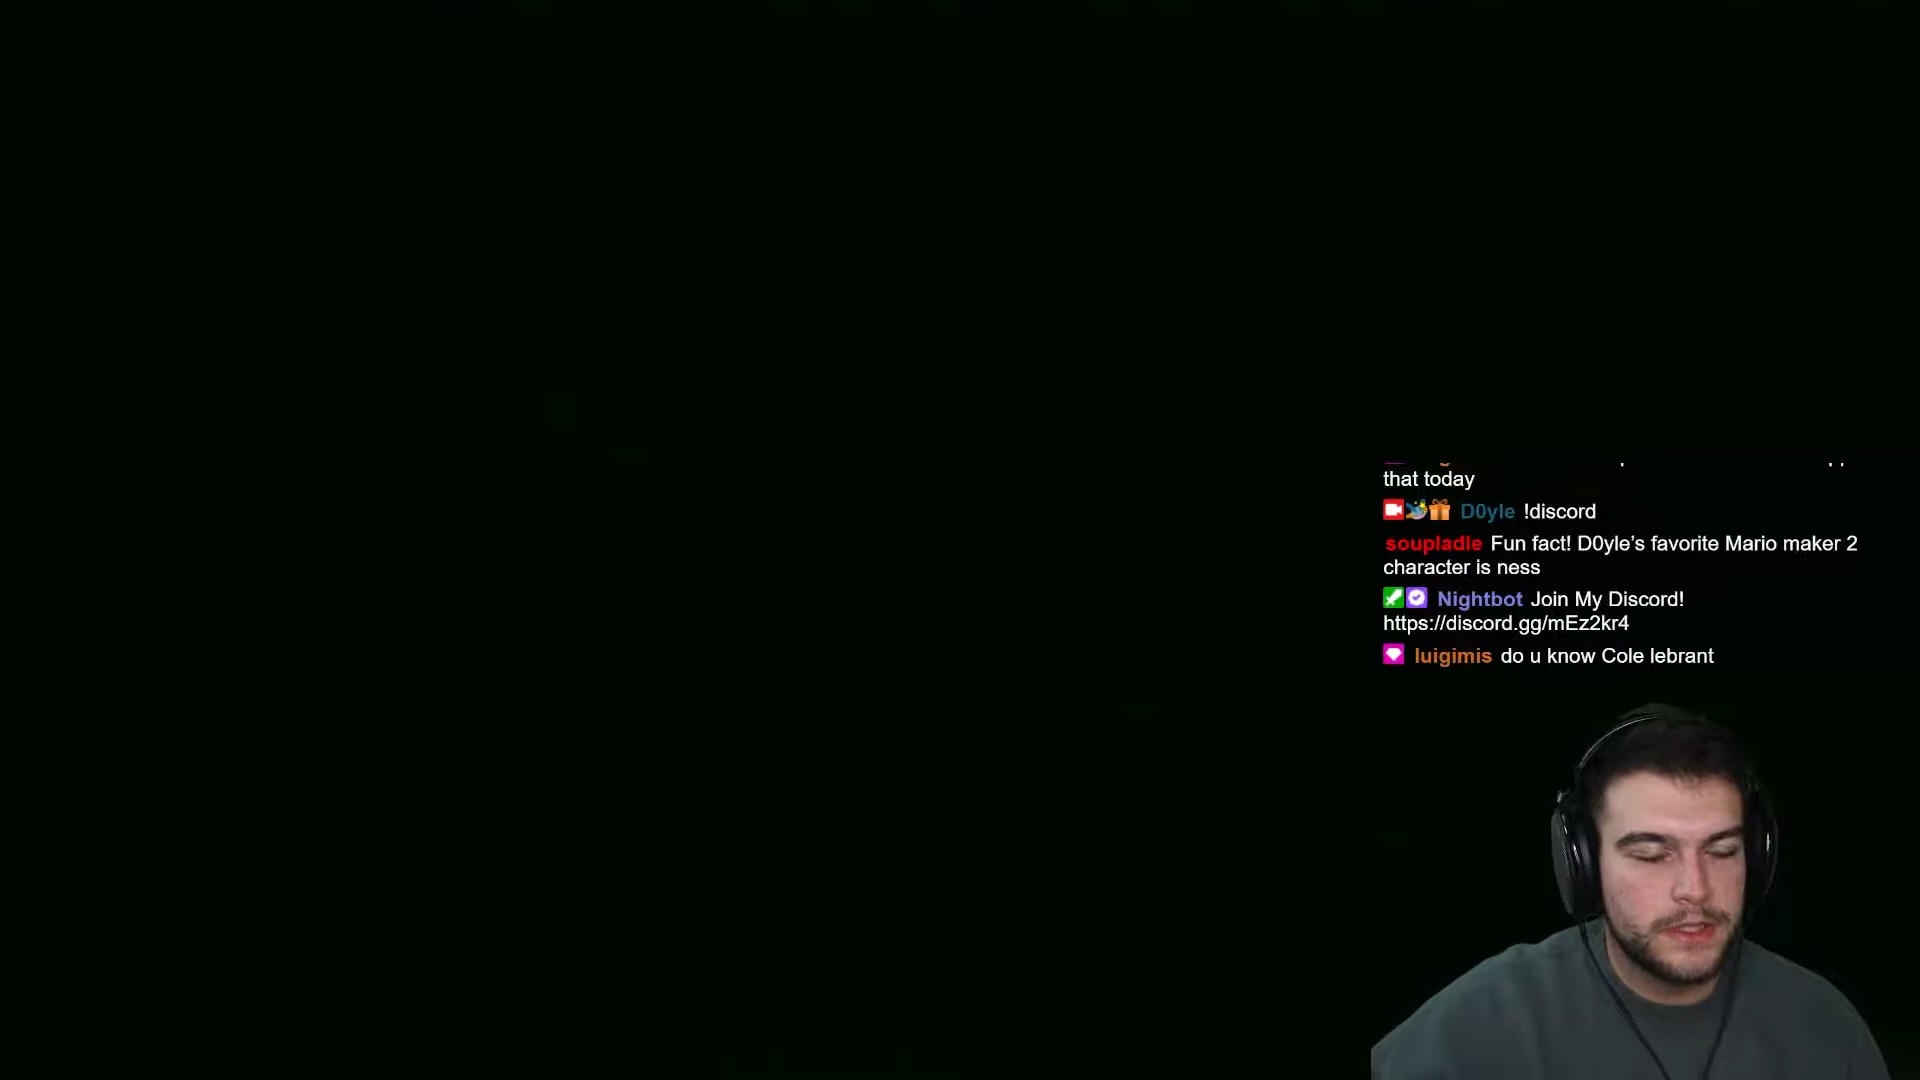 that today
D0yle !discord
soupladle Fun fact! D0yle’s favorite Mario maker 2
character is ness
Nightbot Join My Discord!
https://discord.gg/mEz2kr4
luigimis do u know Cole lebrant